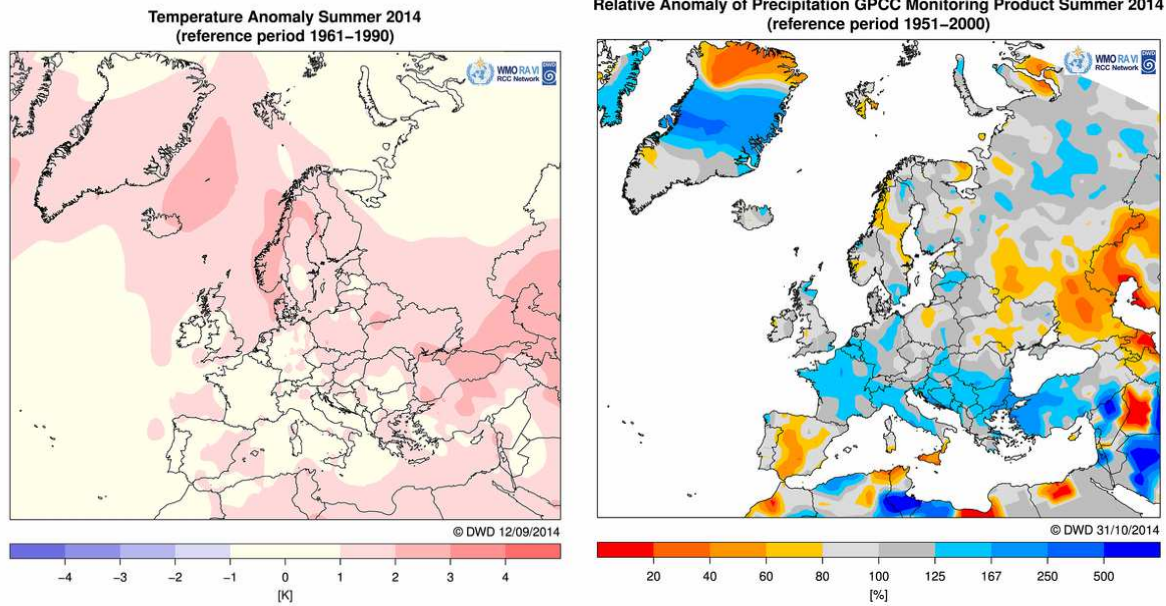 Temperature Anomaly Summer 2014
(reference period 1961−1990)
WMO RA VI
RCC Network
DWD
© DWD 12/09/2014
−4 −3 −2 −1 0 1 2 3 4
[K]
Relative Anomaly of Precipitation GPCC Monitoring Product Summer 2014
(reference period 1951−2000)
WMO RA VI
RCC Network
DWD
© DWD 31/10/2014
20 40 60 80 100 125 167 250 500
[%]